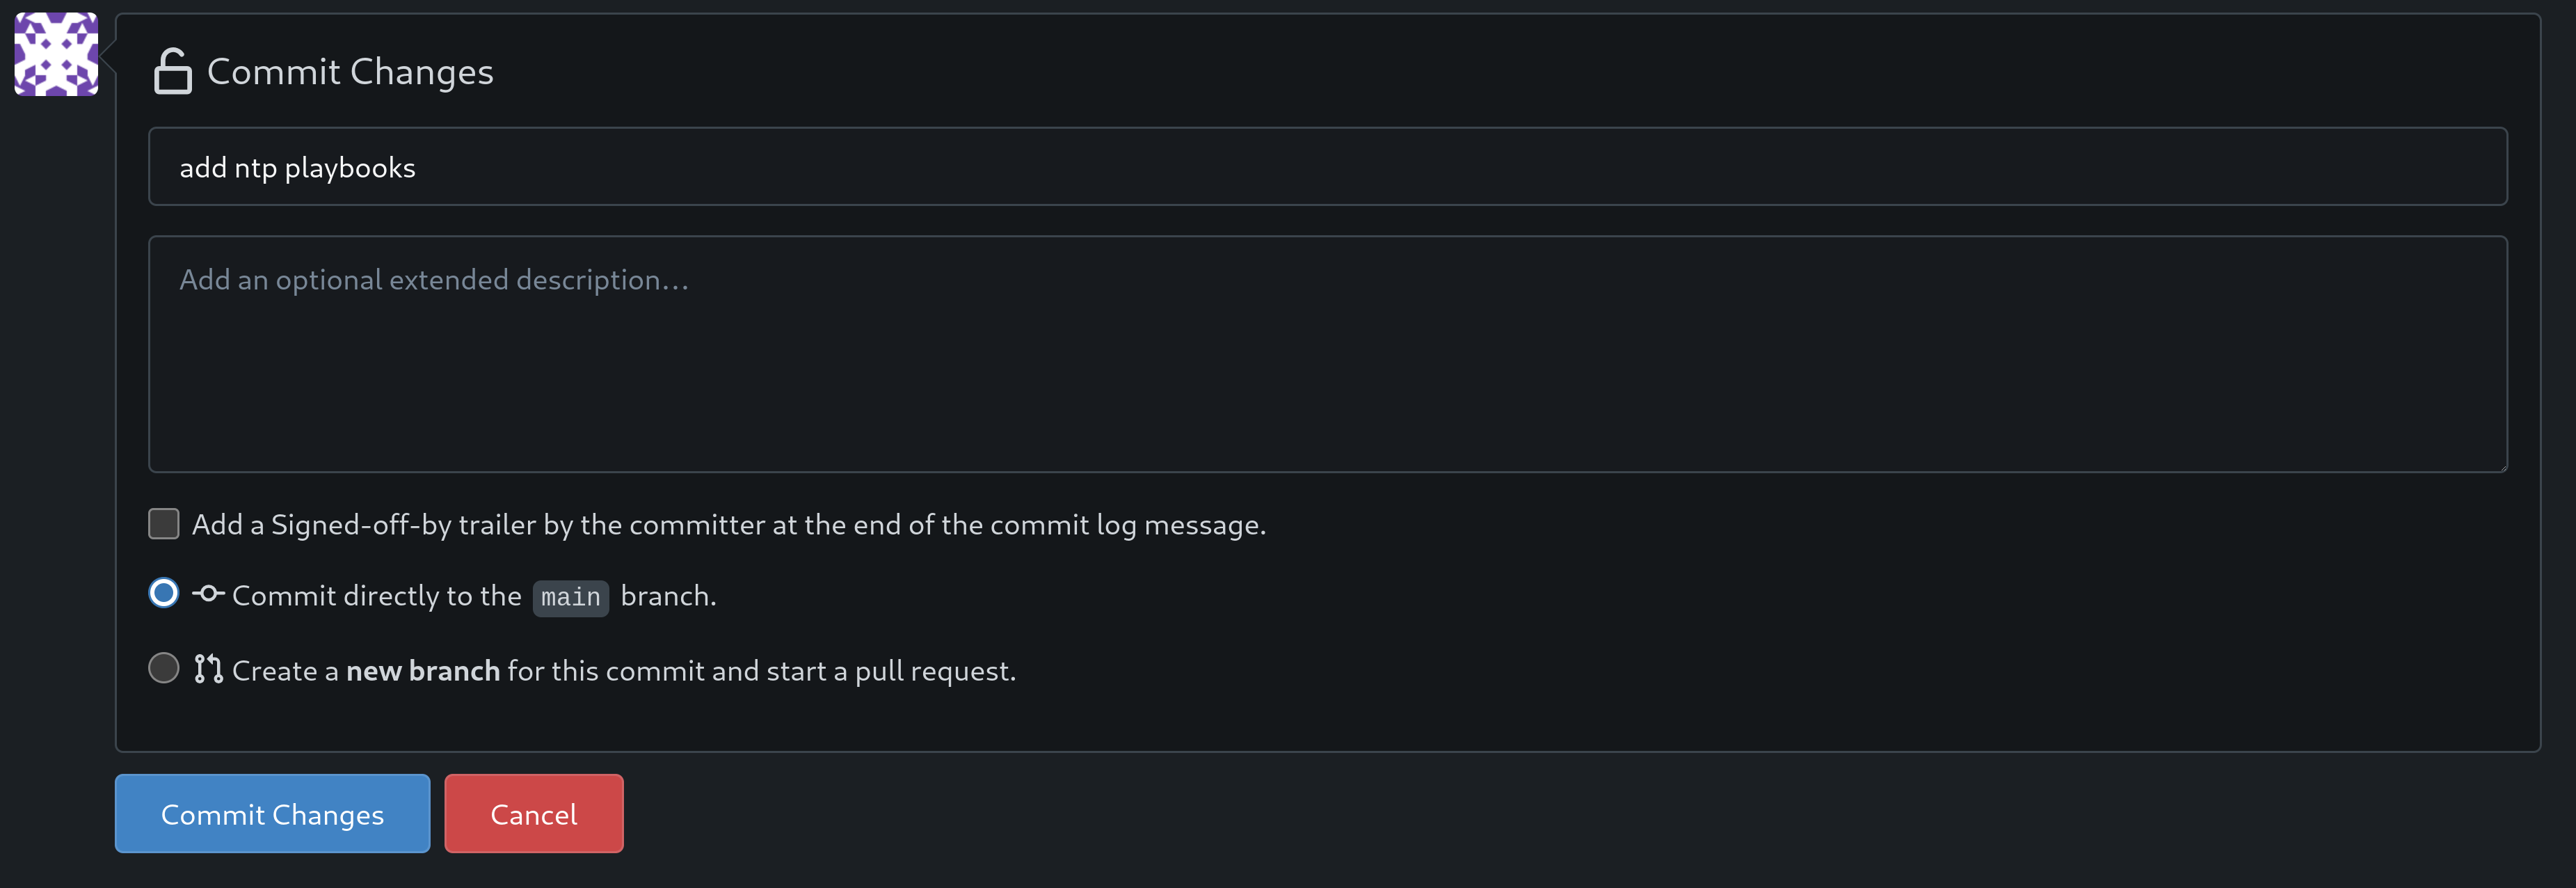 Commit Changes
add ntp playbooks
Add an optional extended description...
Add a Signed-off-by trailer by the committer at the end of the commit log message.
Commit directly to the main branch.
Create a new branch for this commit and start a pull request.
Commit Changes
Cancel